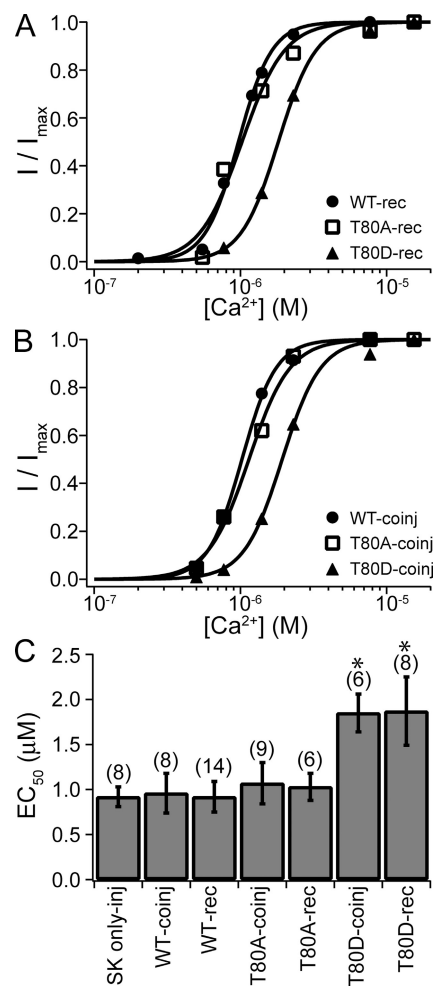 A
I / Imax
1.0
0.8
0.6
0.4
0.2
0.0
WT-rec
T80A-rec
T80D-rec
10-7
10-6
10-5
[Ca2+] (M)
B
I / Imax
1.0
0.8
0.6
0.4
0.2
0.0
WT-coinj
T80A-coinj
T80D-coinj
10-7
10-6
10-5
[Ca2+] (M)
C
EC50 (μM)
2.5
2.0
1.5
1.0
0.5
0.0
(8)
(8)
(14)
(9)
(6)
* (6)
* (8)
SK only-inj
WT-coinj
WT-rec
T80A-coinj
T80A-rec
T80D-coinj
T80D-rec